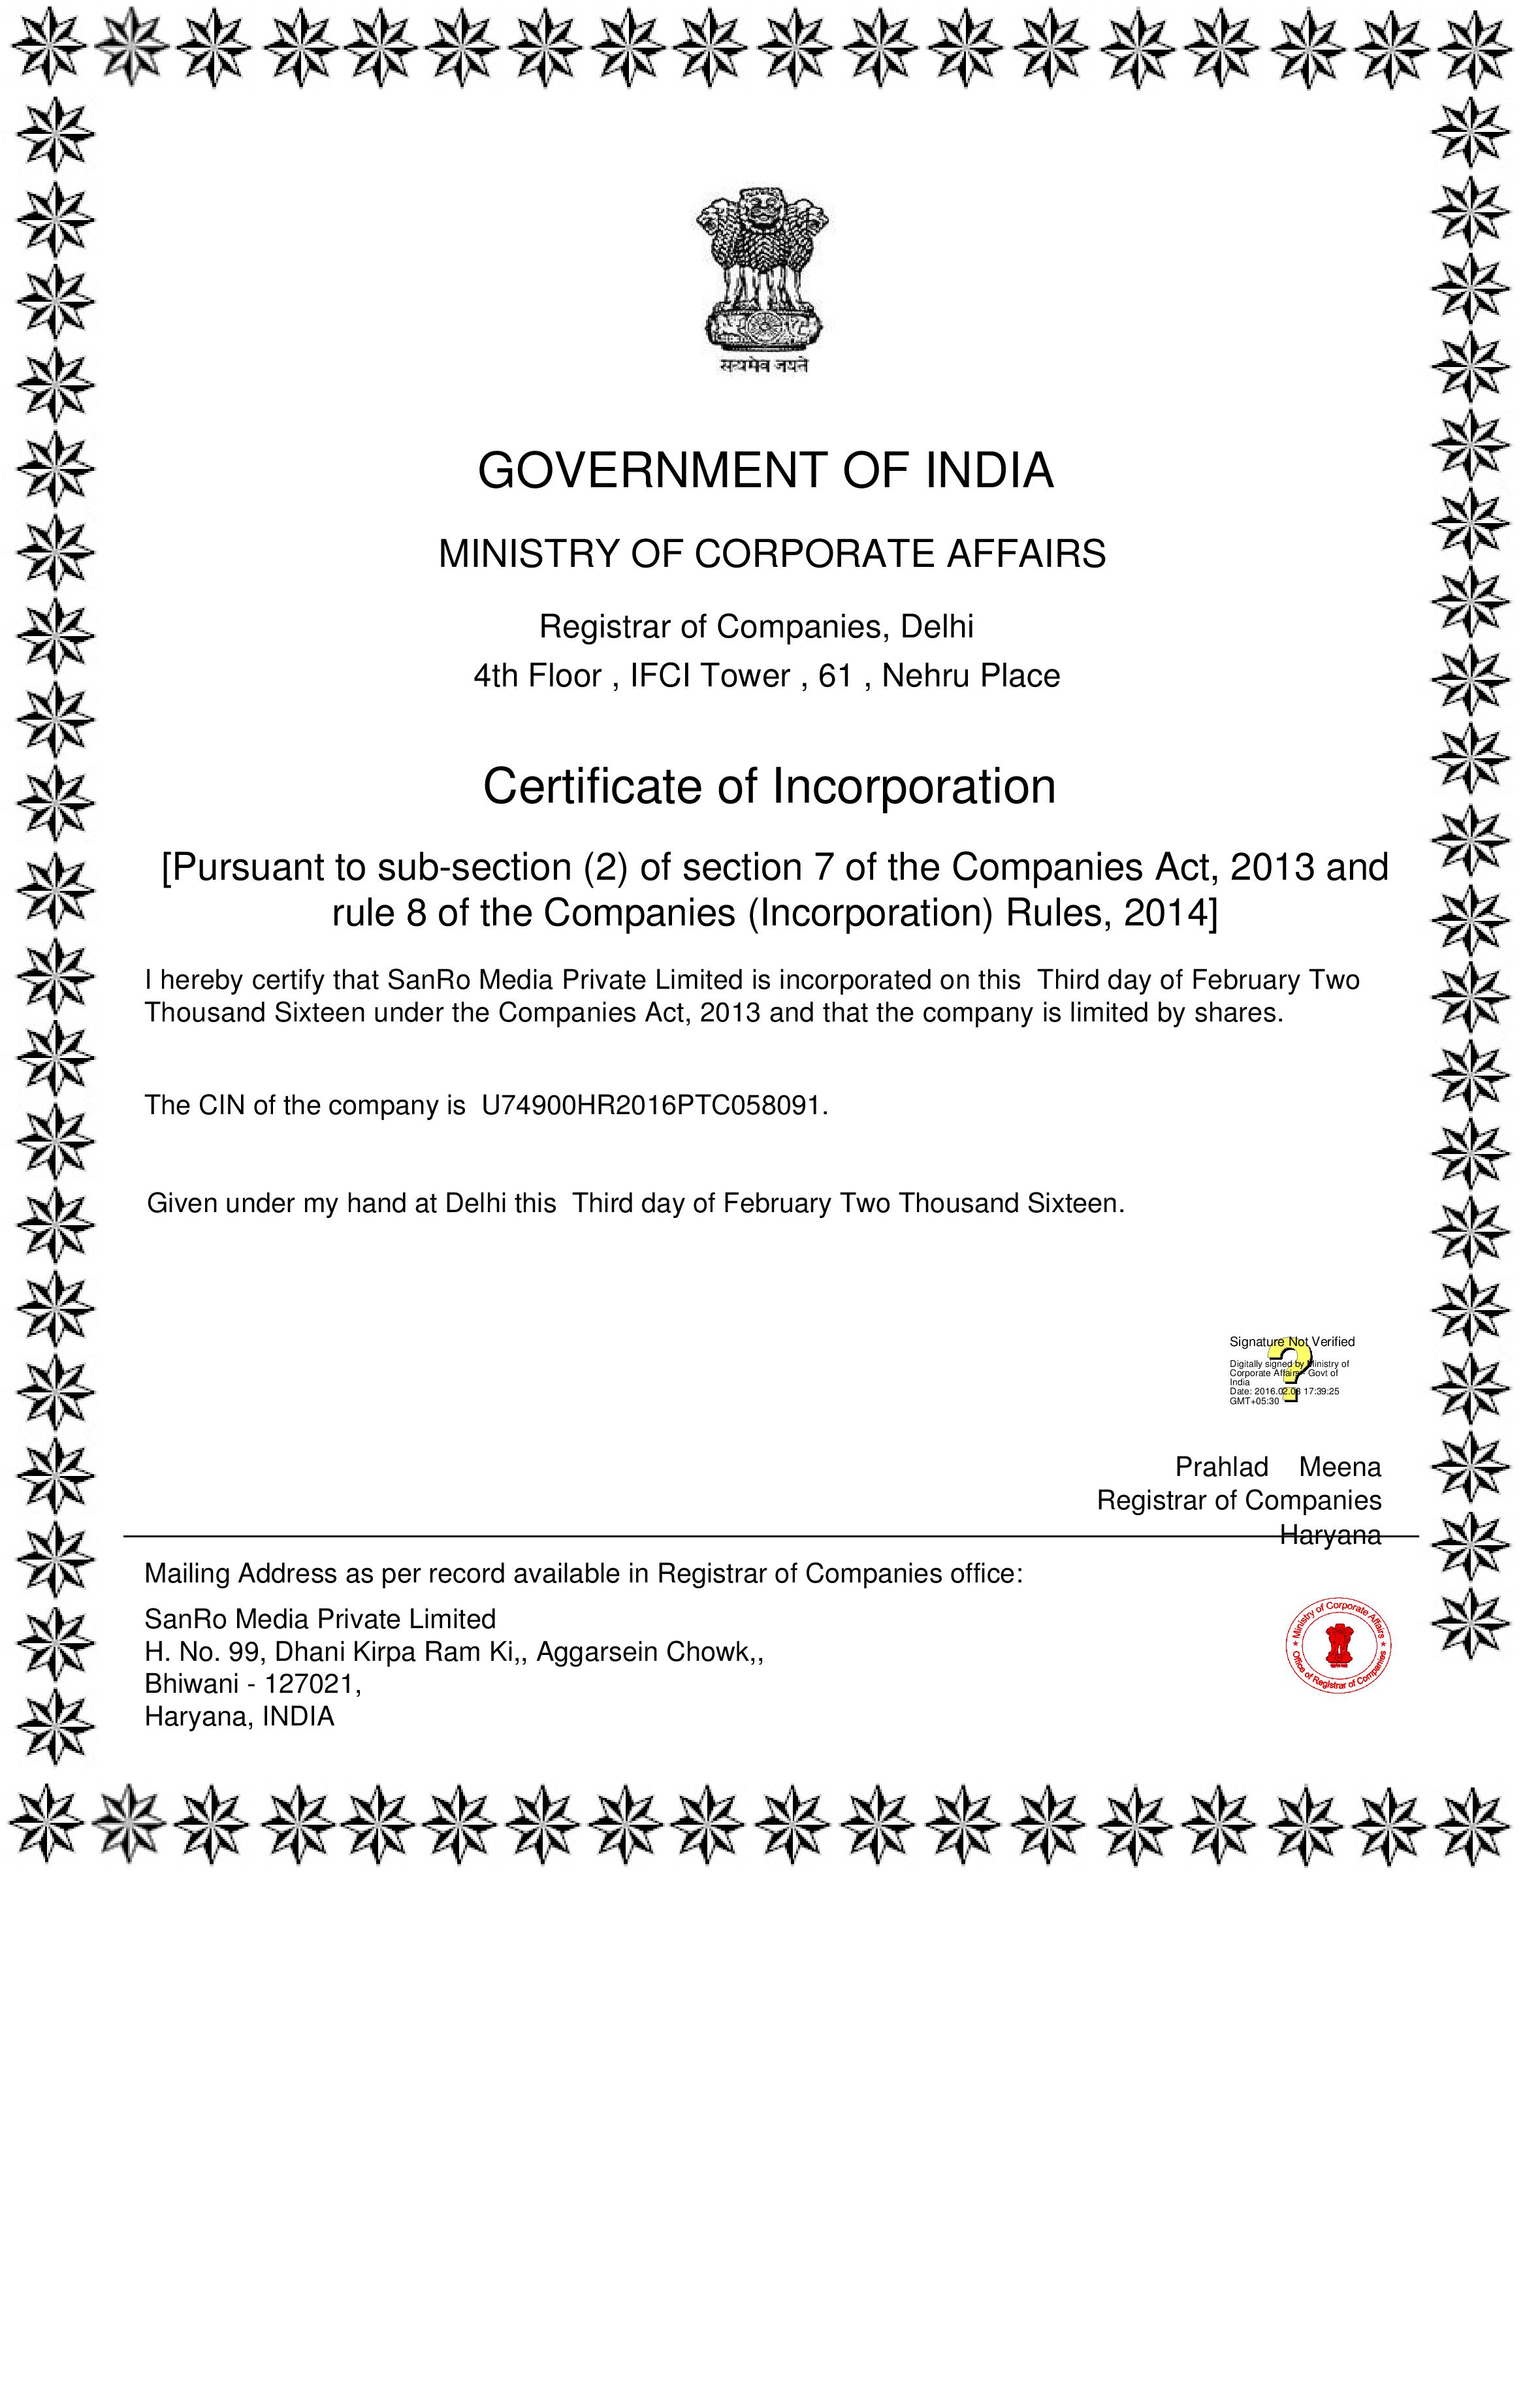 सत्यमेव जयते
GOVERNMENT OF INDIA
MINISTRY OF CORPORATE AFFAIRS
Registrar of Companies, Delhi
4th Floor , IFCI Tower , 61 , Nehru Place
Certificate of Incorporation
[Pursuant to sub-section (2) of section 7 of the Companies Act, 2013 and
rule 8 of the Companies (Incorporation) Rules, 2014]
I hereby certify that SanRo Media Private Limited is incorporated on this  Third day of February Two
Thousand Sixteen under the Companies Act, 2013 and that the company is limited by shares.
The CIN of the company is  U74900HR2016PTC058091.
Given under my hand at Delhi this  Third day of February Two Thousand Sixteen.
Signature Not Verified
Digitally signed by Ministry of
Corporate Affairs - Govt of
India
Date: 2016.02.03 17:39:25
GMT+05:30
Prahlad    Meena
Registrar of Companies
Haryana
Mailing Address as per record available in Registrar of Companies office:
SanRo Media Private Limited
H. No. 99, Dhani Kirpa Ram Ki,, Aggarsein Chowk,,
Bhiwani - 127021,
Haryana, INDIA
Ministry of Corporate Affairs
Office of Registrar of Companies